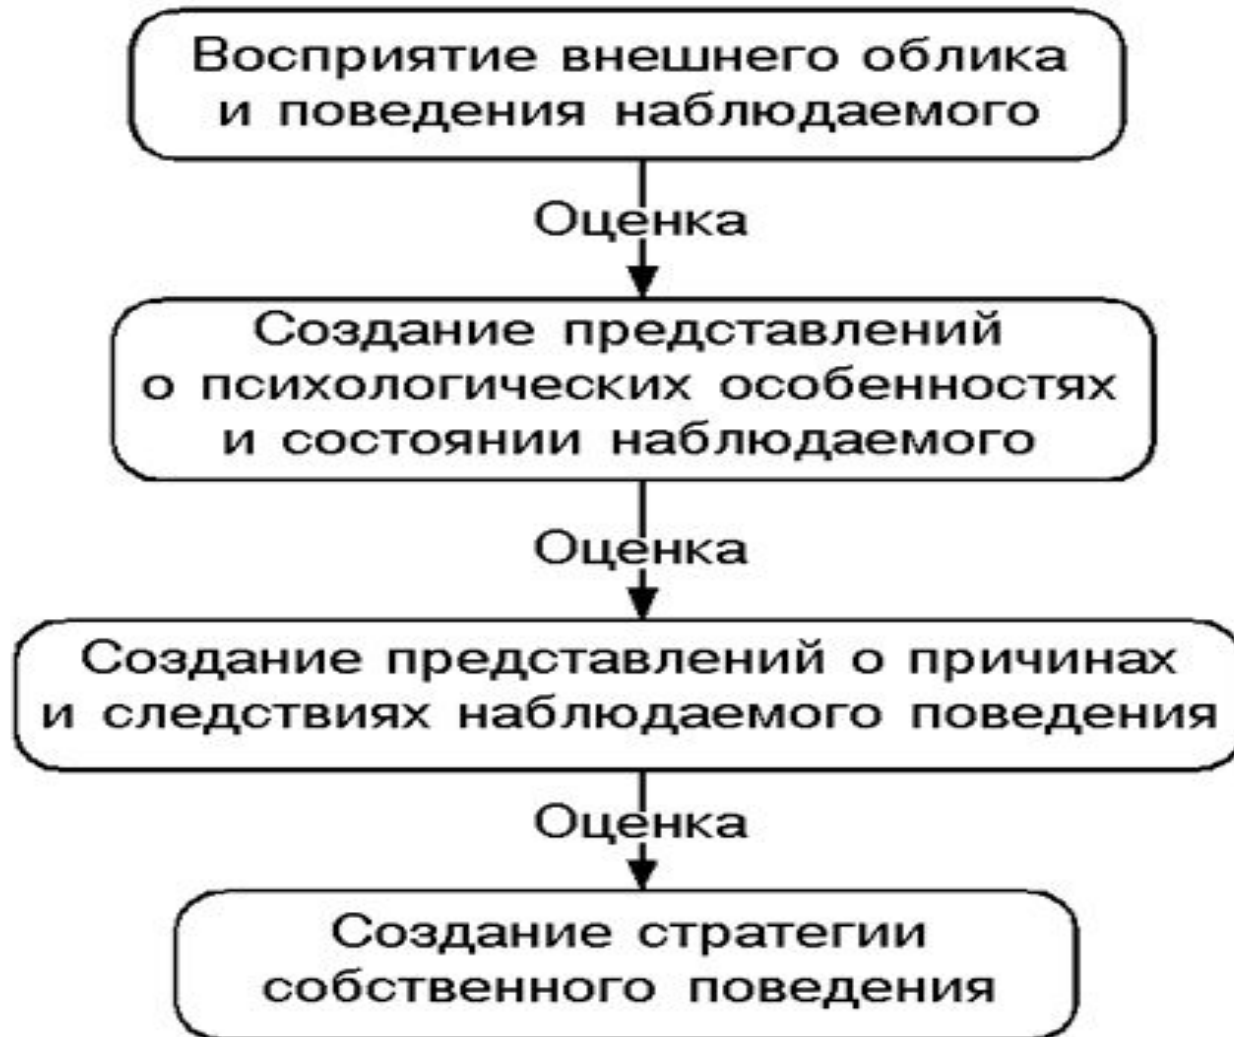 Восприятие внешнего облика
и поведения наблюдаемого
Оценка
Создание представлений
о психологических особенностях
и состоянии наблюдаемого
Оценка
Создание представлений о причинах
и следствиях наблюдаемого поведения
Оценка
Создание стратегии
собственного поведения